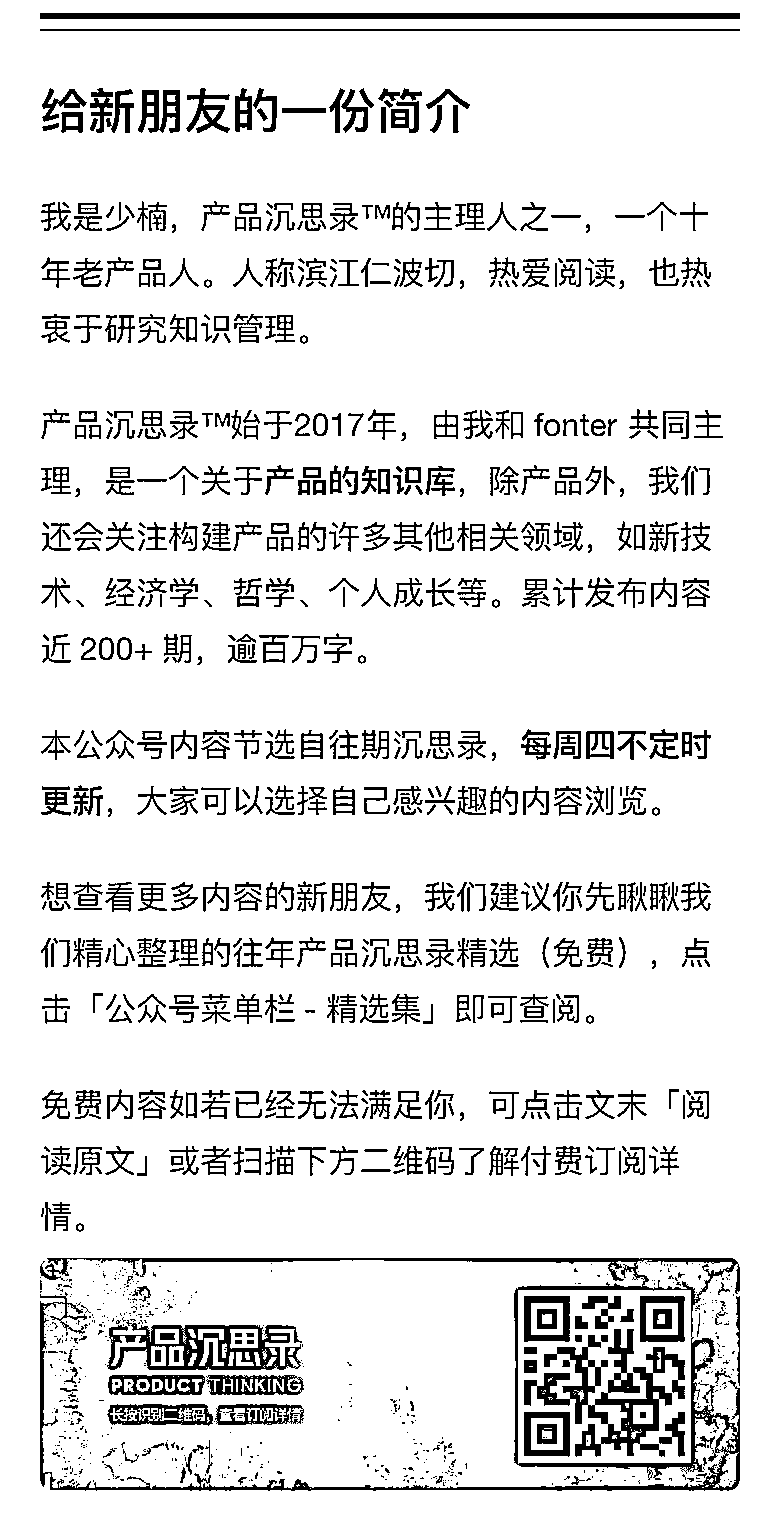 给新朋友的一份简介
我是少楠，产品沉思录™的主理人之一，一个十
年老产品人。人称滨江仁波切，热爱阅读，也热
衷于研究知识管理。
产品沉思录™始于2017年，由我和 fonter 共同主
理，是一个关于产品的知识库，除产品外，我们
还会关注构建产品的许多其他相关领域，如新技
术、经济学、哲学、个人成长等。累计发布内容
近 200+ 期，逾百万字。
本公众号内容节选自往期沉思录，每周四不定时
更新，大家可以选择自己感兴趣的内容浏览。
想查看更多内容的新朋友，我们建议你先瞅瞅我
们精心整理的往年产品沉思录精选（免费），点
击「公众号菜单栏 - 精选集」即可查阅。
免费内容如若已经无法满足你，可点击文末「阅
读原文」或者扫描下方二维码了解付费订阅详
情。
产品沉思录
PRODUCT THINKING
长按识别二维码，查看订阅详情